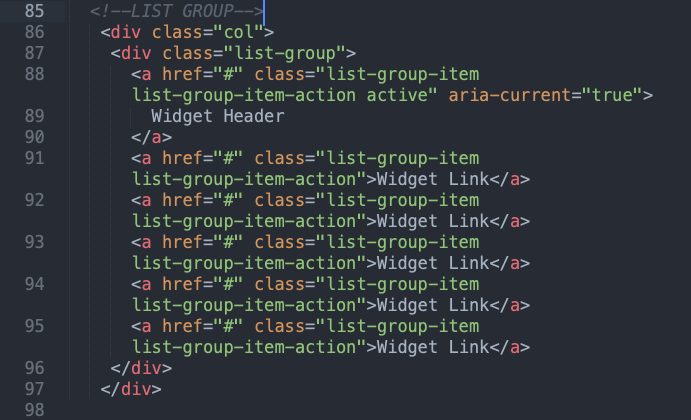 85 <!--LIST GROUP-->
86 <div class="col">
87 <div class="list-group">
88 <a href="#" class="list-group-item
list-group-item-action active" aria-current="true">
89 Widget Header
90 </a>
91 <a href="#" class="list-group-item
list-group-item-action">Widget Link</a>
92 <a href="#" class="list-group-item
list-group-item-action">Widget Link</a>
93 <a href="#" class="list-group-item
list-group-item-action">Widget Link</a>
94 <a href="#" class="list-group-item
list-group-item-action">Widget Link</a>
95 <a href="#" class="list-group-item
list-group-item-action">Widget Link</a>
96 </div>
97 </div>
98